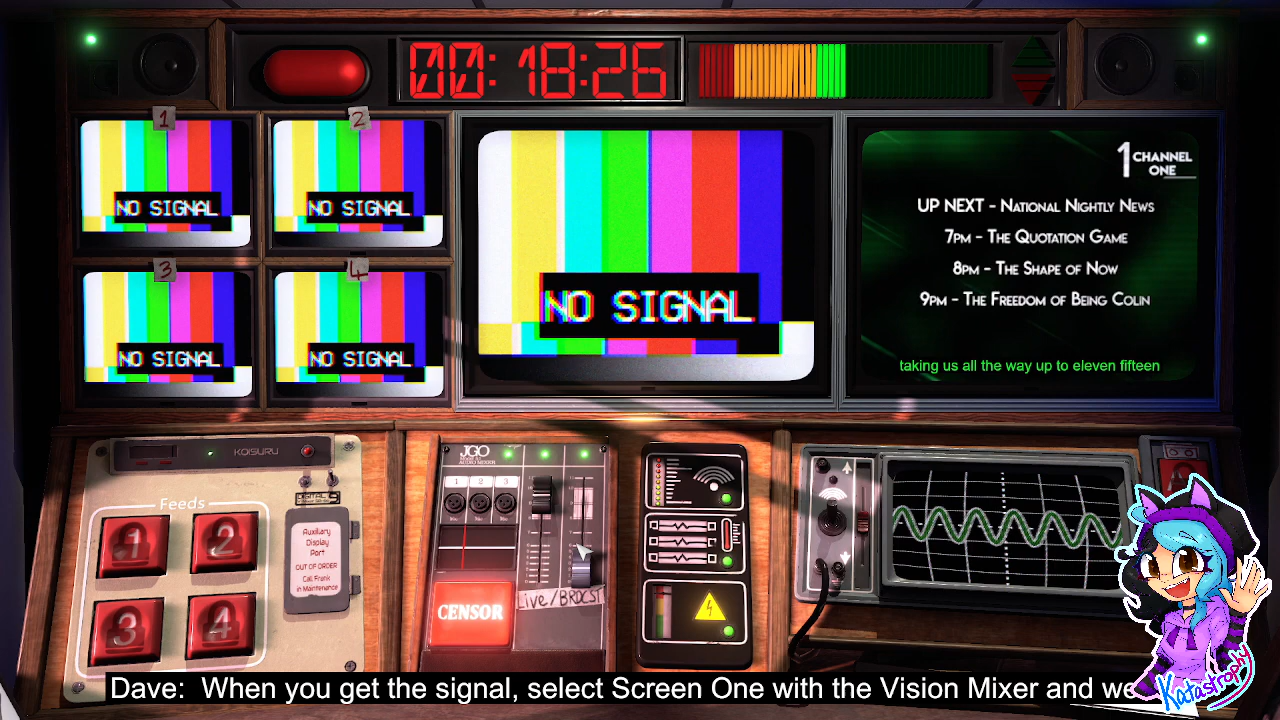 00:18:26
1
2
NO SIGNAL
NO SIGNAL
3
4
NO SIGNAL
NO SIGNAL
NO SIGNAL
1 CHANNEL
ONE
UP NEXT - NATIONAL NIGHTLY NEWS
7PM - THE QUOTATION GAME
8PM - THE SHAPE OF NOW
9PM - THE FREEDOM OF BEING COLIN
taking us all the way up to eleven fifteen
KOISURU
Feeds
1
2
3
4
Auxiliary
Display
Port
OUT OF ORDER
Call Frank
in Maintenance
JGO
AUDIO MIXER
1 2 3
CENSOR
Live/BRDCST
Dave: When you get the signal, select Screen One with the Vision Mixer and we
Katastrophy